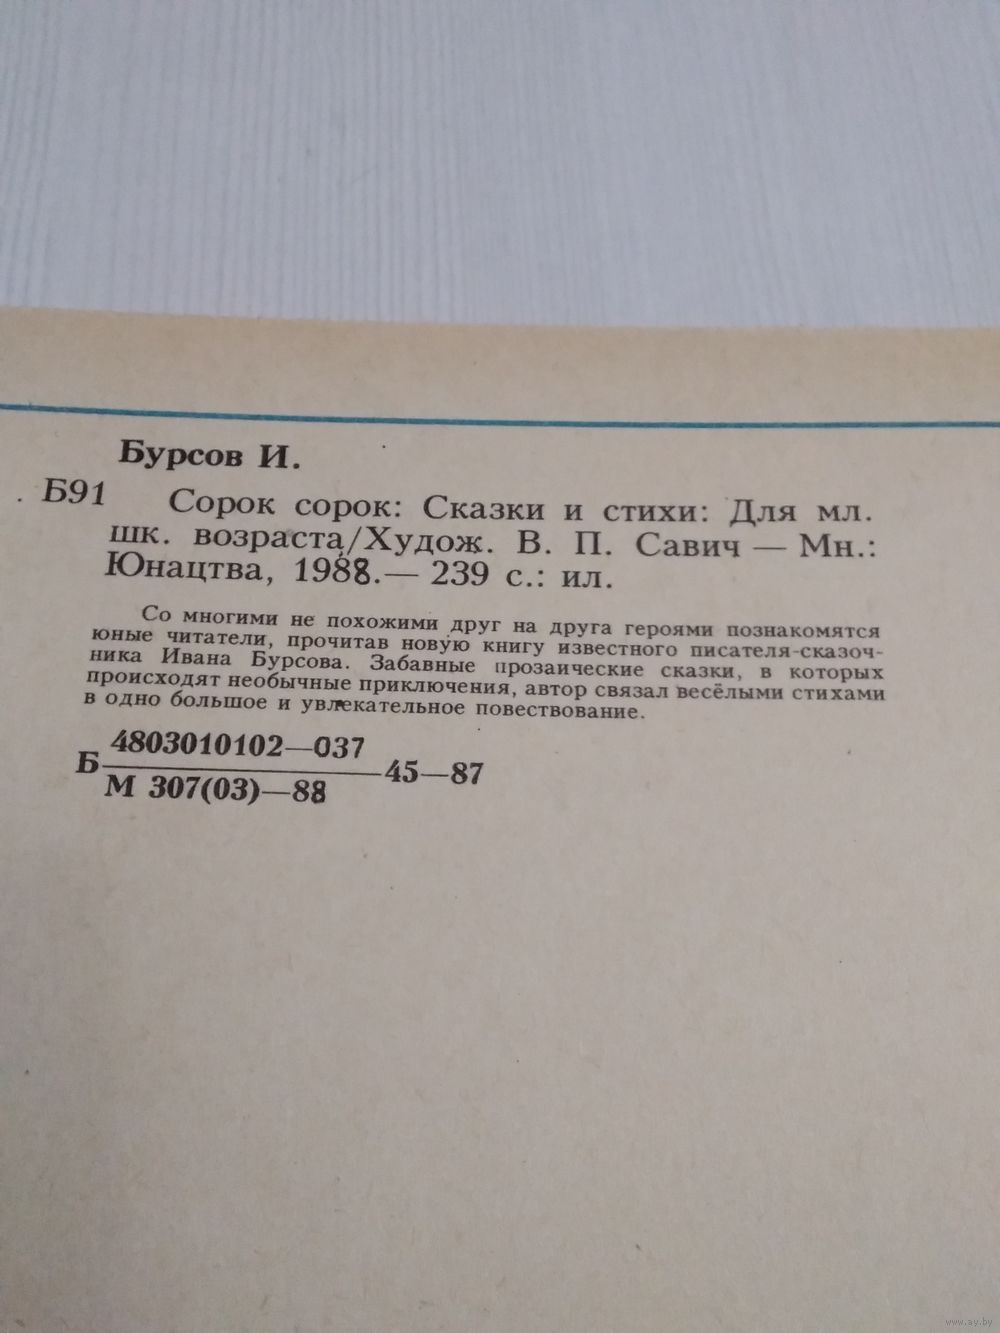 Бурсов И.
Б91 Сорок сорок: Сказки и стихи: Для мл.
шк. возраста/Худож. В. П. Савич — Мн.:
Юнацтва, 1988.— 239 с.: ил.
Со многими не похожими друг на друга героями познакомятся
юные читатели, прочитав новую книгу известного писателя-сказоч-
ника Ивана Бурсова. Забавные прозаические сказки, в которых
происходят необычные приключения, автор связал весёлыми стихами
в одно большое и увлекательное повествование.
4803010102—037
Б 45—87
М 307(03)—88
www.ay.by